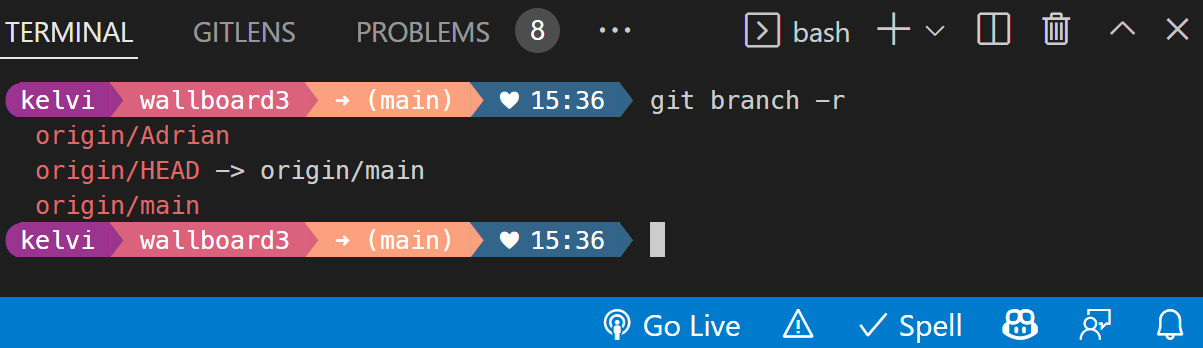 TERMINAL GITLENS PROBLEMS 8 ··· bash
kelvi wallboard3 ➜ (main) ♥ 15:36 git branch -r
origin/Adrian
origin/HEAD -> origin/main
origin/main
kelvi wallboard3 ➜ (main) ♥ 15:36
Go Live Spell